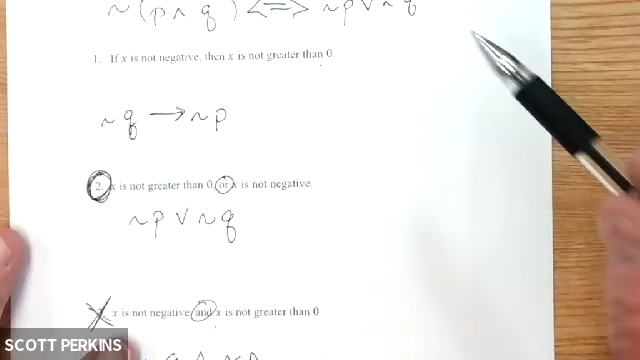 ~(p ∧ q) <=> ~p ∨ ~q
1. If x is not negative, then x is not greater than 0.
~q → ~p
2. x is not greater than 0, or x is not negative.
~p ∨ ~q
x is not negative and x is not greater than 0
SCOTT PERKINS